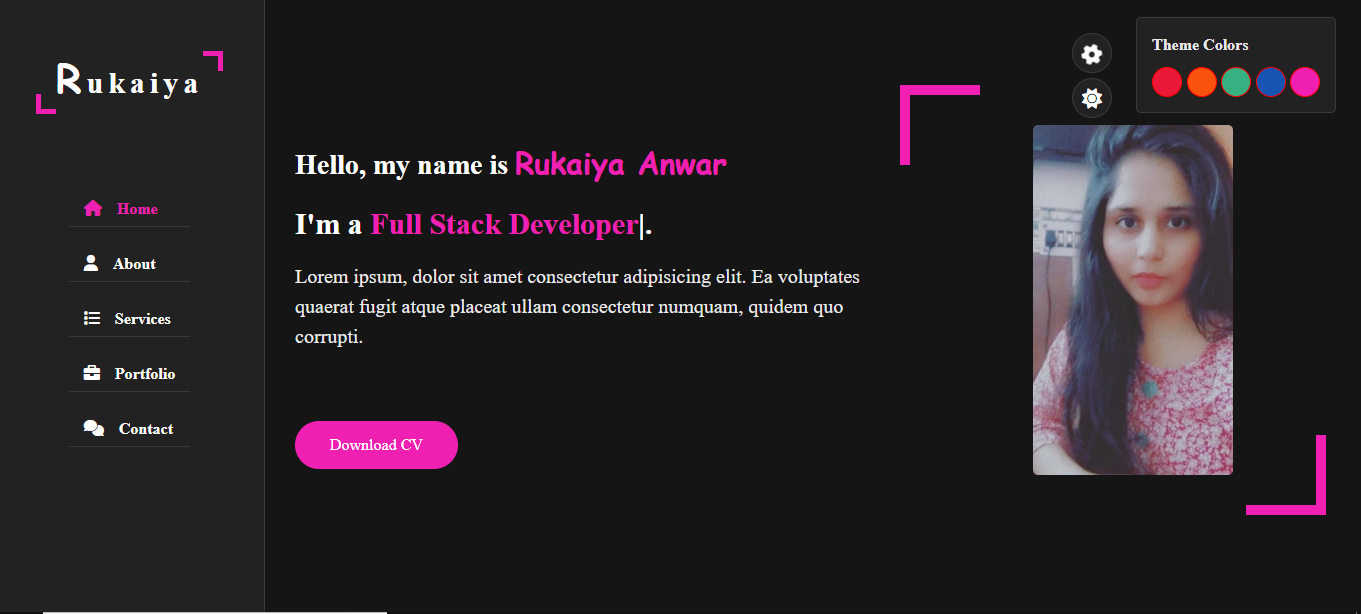 Rukaiya
Home
About
Services
Portfolio
Contact
Hello, my name is Rukaiya Anwar
I'm a Full Stack Developer|.
Lorem ipsum, dolor sit amet consectetur adipisicing elit. Ea voluptates
quaerat fugit atque placeat ullam consectetur numquam, quidem quo
corrupti.
Download CV
Theme Colors